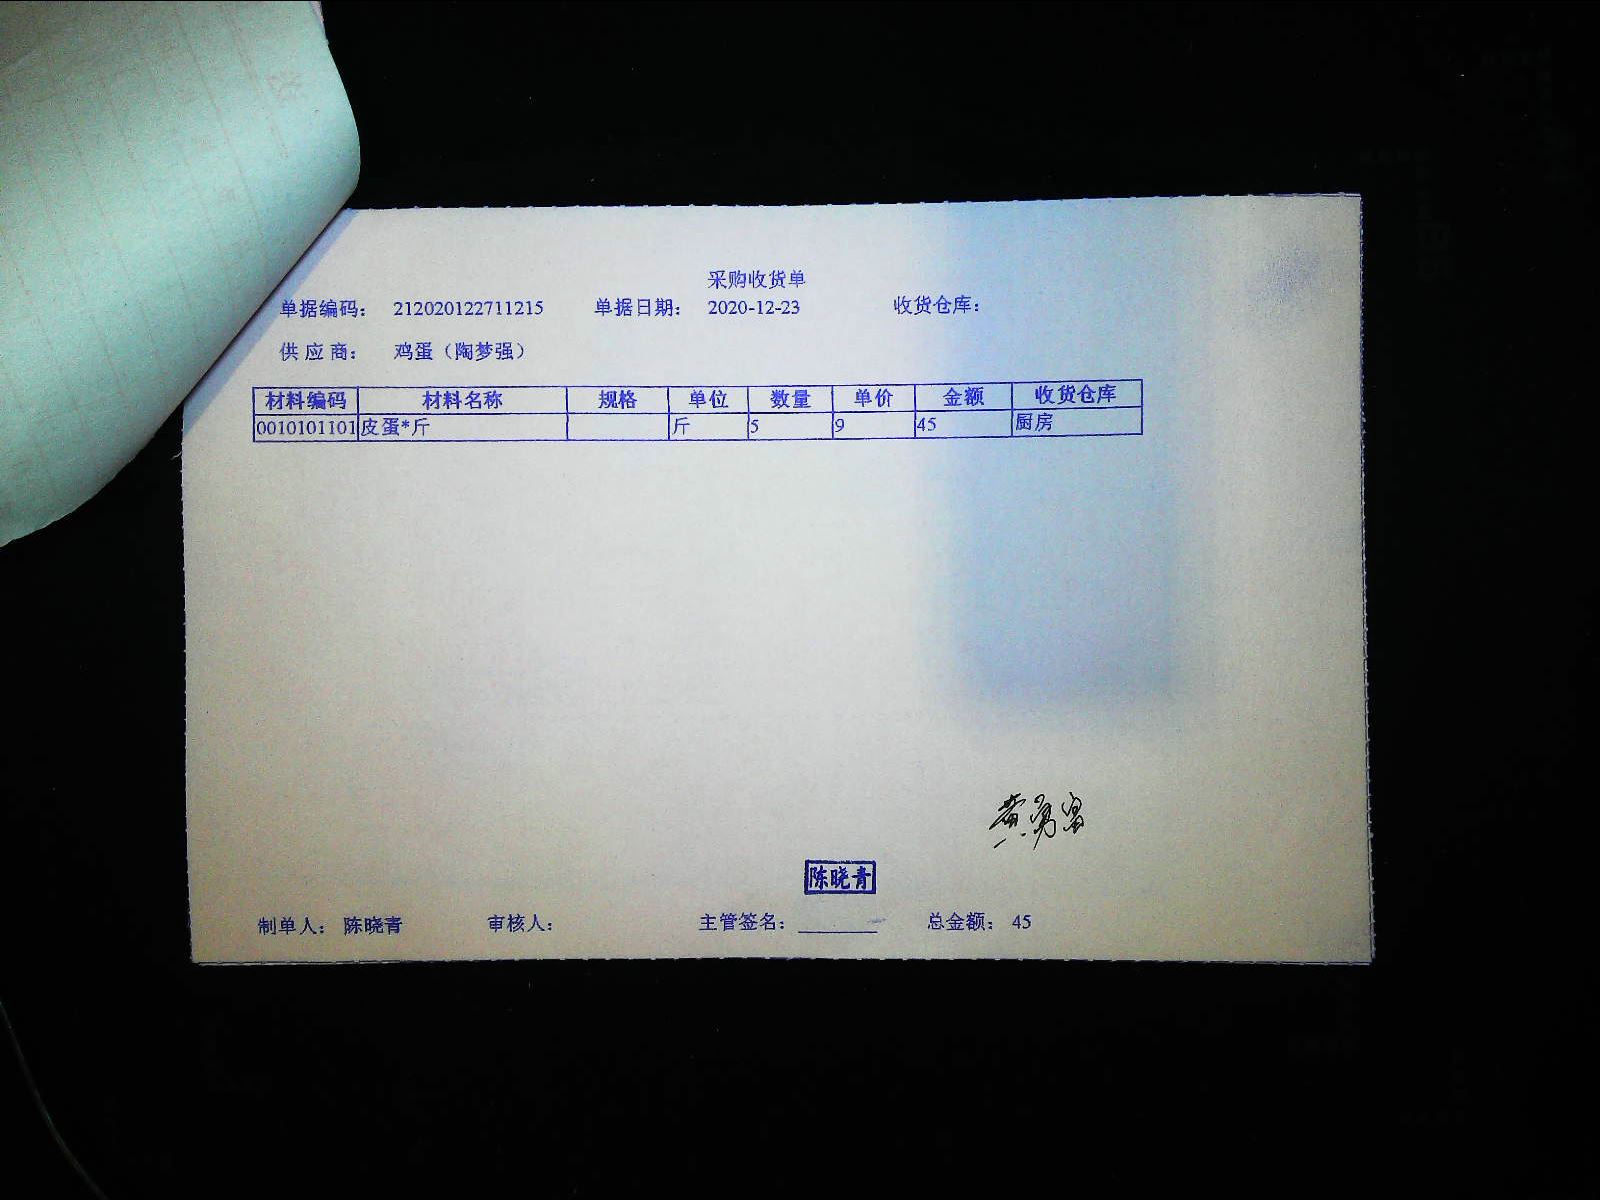 采购收货单
单据编码： 212020122711215 单据日期： 2020-12-23 收货仓库：
供 应 商： 鸡蛋（陶梦强）
材料编码 材料名称 规格 单位 数量 单价 金额 收货仓库
0010101101 皮蛋*斤 斤 5 9 45 厨房
陈晓青
制单人： 陈晓青 审核人： 主管签名： 总金额： 45